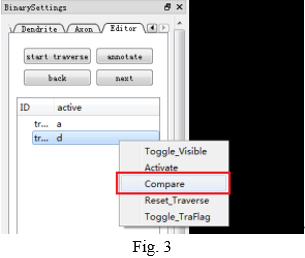 BinarySettings
Dendrite Axon Editor
start traverse annotate
back next
ID active
tr... a
tr... d
Toggle_Visible
Activate
Compare
Reset_Traverse
Toggle_TraFlag
Fig. 3